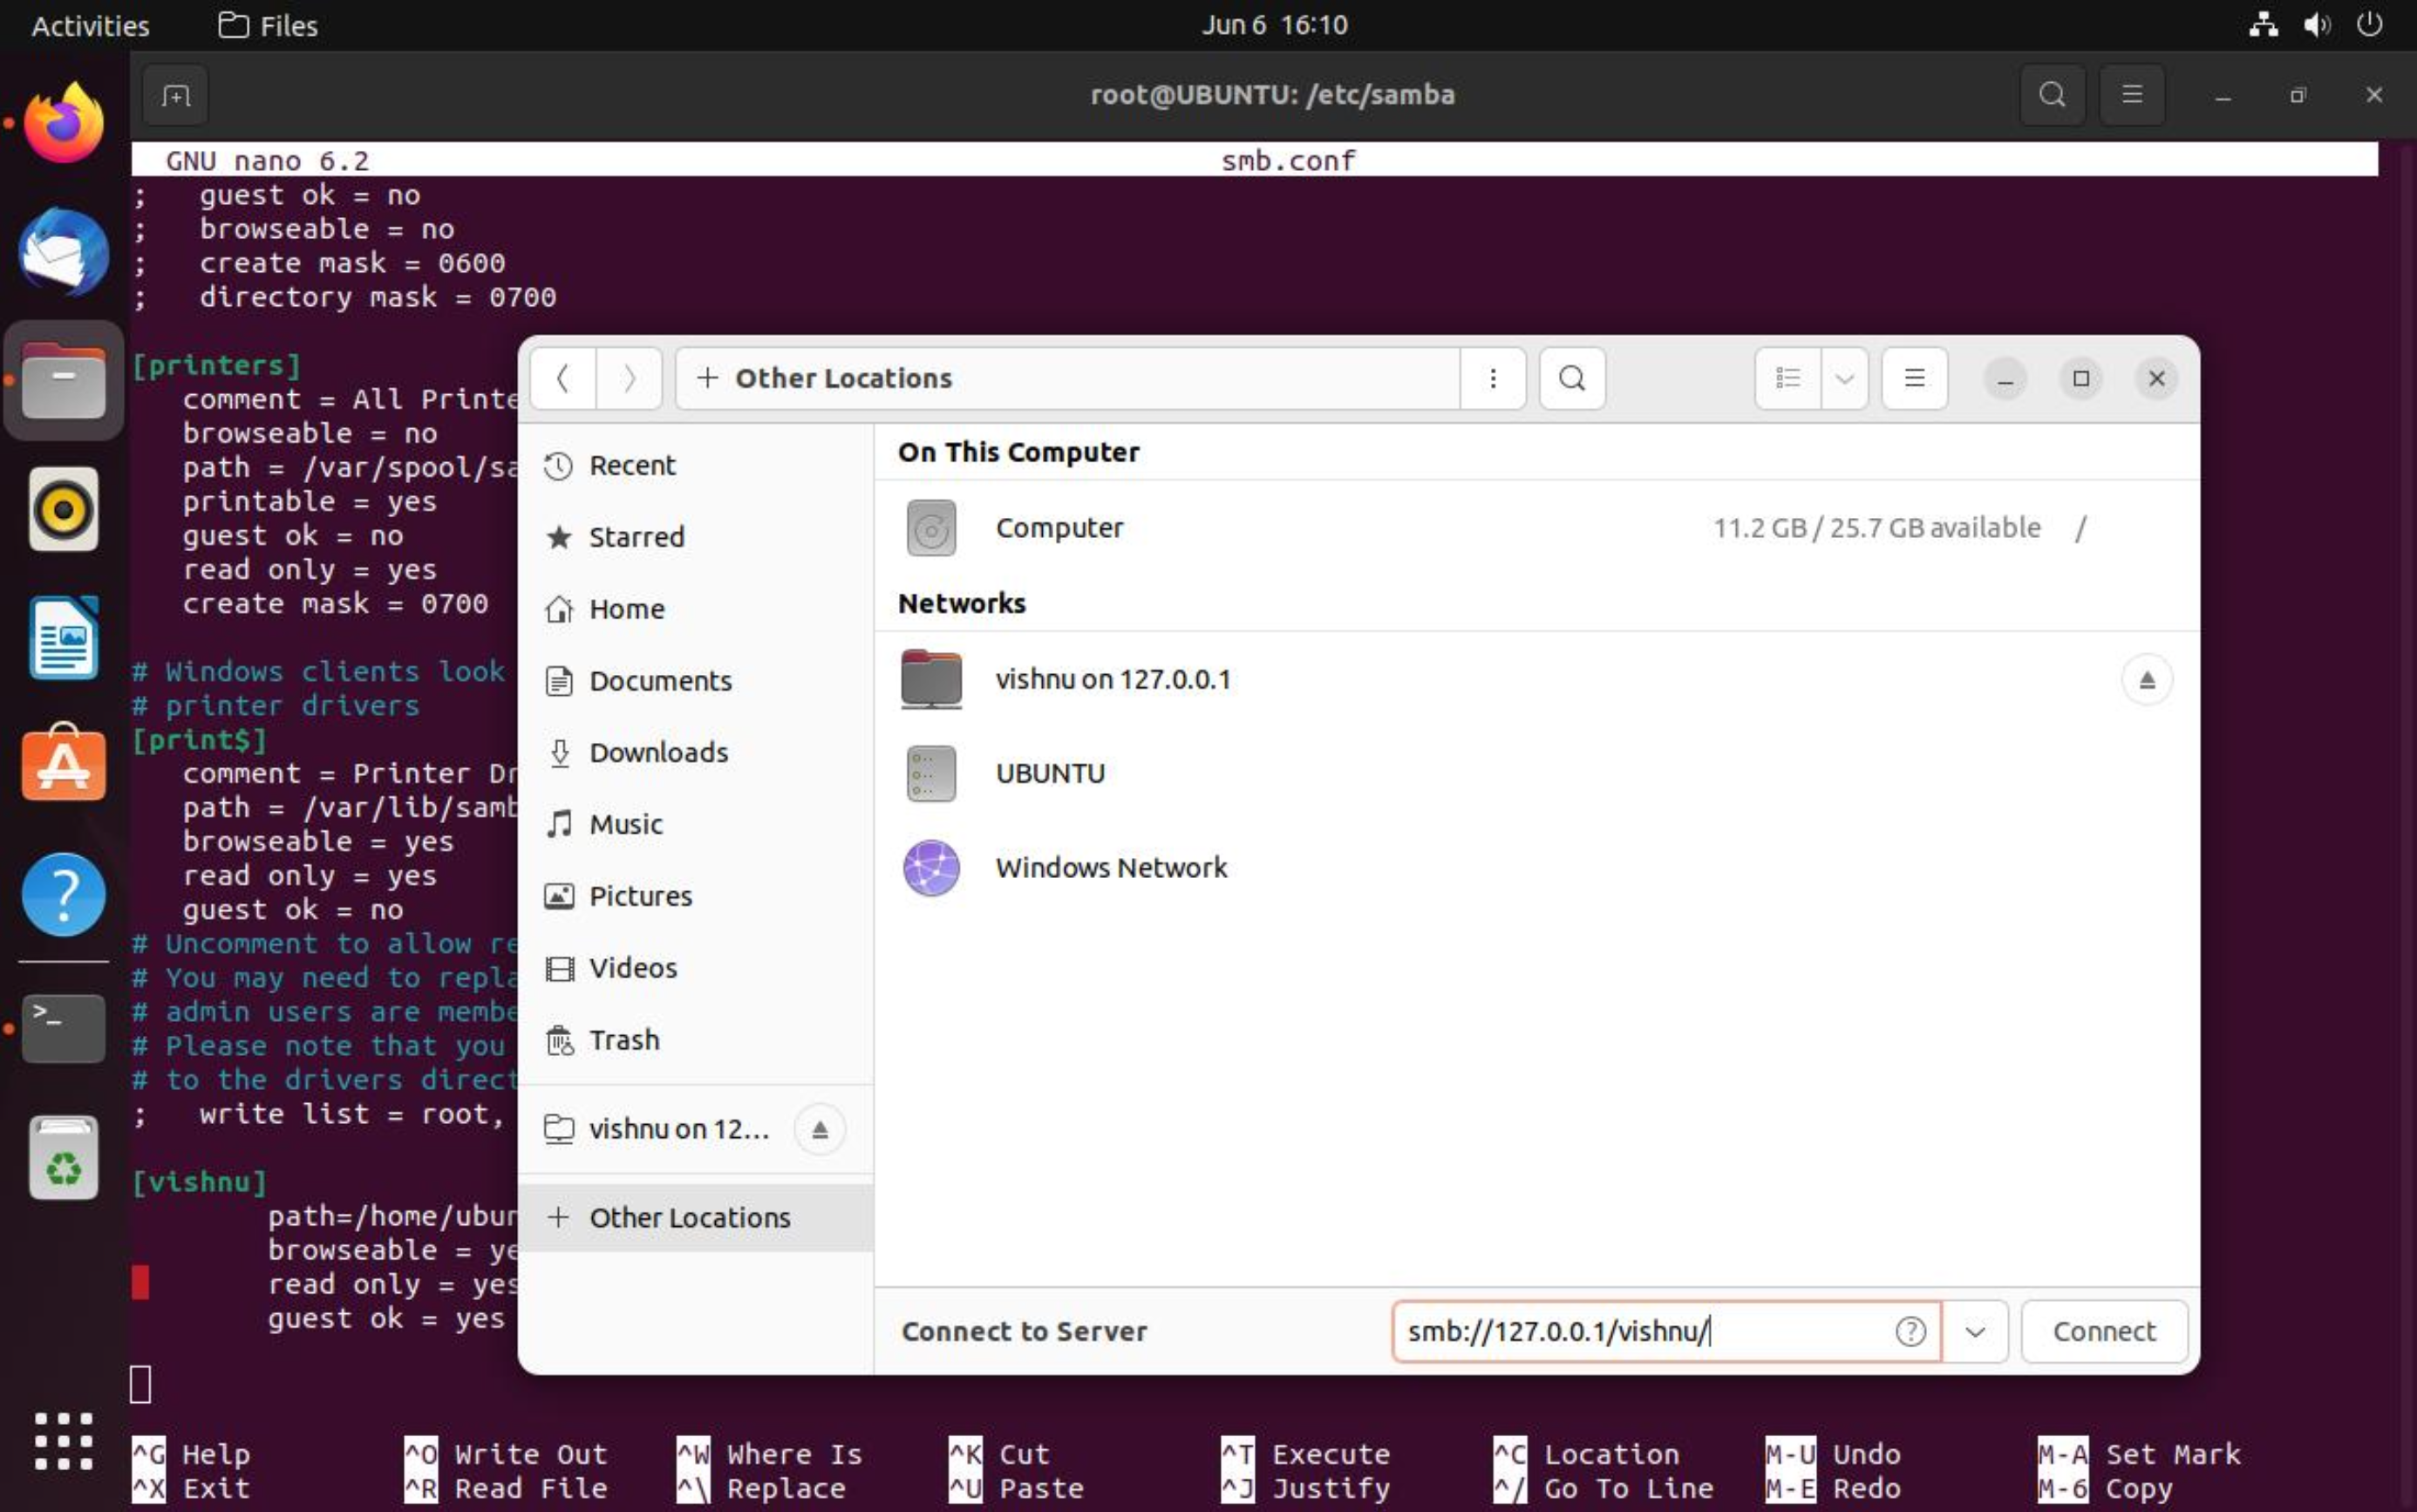 Activities Files Jun 6 16:10
root@UBUNTU: /etc/samba
GNU nano 6.2 smb.conf
; guest ok = no
; browseable = no
; create mask = 0600
; directory mask = 0700
[printers]
comment = All Printe
browseable = no
path = /var/spool/sa
printable = yes
guest ok = no
read only = yes
create mask = 0700
# Windows clients look
# printer drivers
[print$]
comment = Printer Dr
path = /var/lib/samb
browseable = yes
read only = yes
guest ok = no
# Uncomment to allow re
# You may need to repla
# admin users are membe
# Please note that you
# to the drivers direct
; write list = root,
[vishnu]
path=/home/ubun
browseable = ye
read only = yes
guest ok = yes
+ Other Locations
Recent
Starred
Home
Documents
Downloads
Music
Pictures
Videos
Trash
vishnu on 12...
+ Other Locations
On This Computer
Computer 11.2 GB / 25.7 GB available /
Networks
vishnu on 127.0.0.1
UBUNTU
Windows Network
Connect to Server smb://127.0.0.1/vishnu/ Connect
^G Help ^O Write Out ^W Where Is ^K Cut ^T Execute ^C Location M-U Undo M-A Set Mark
^X Exit ^R Read File ^\ Replace ^U Paste ^J Justify ^/ Go To Line M-E Redo M-6 Copy